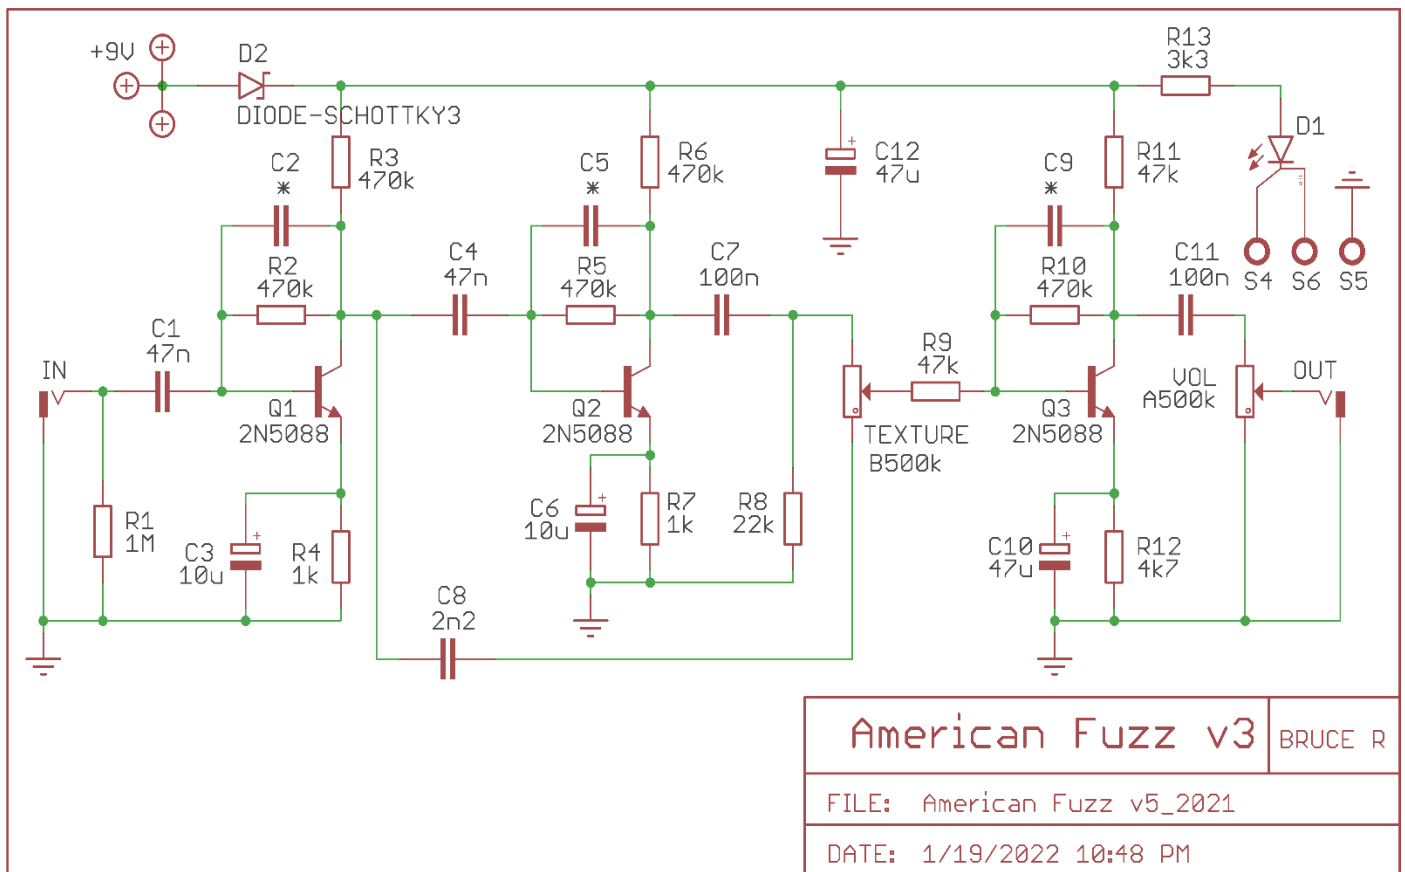 +9V
D2
DIODE-SCHOTTKY3
R13
3k3
D1
C2
*
R3
470k
C5
*
R6
470k
C12
47u
C9
*
R11
47k
R2
470k
C4
47n
R5
470k
C7
100n
R10
470k
C11
100n
S4
S6
S5
C1
47n
IN
R9
47k
VOL
A500k
OUT
Q1
2N5088
Q2
2N5088
TEXTURE
B500k
Q3
2N5088
R1
1M
C3
10u
R4
1k
C6
10u
R7
1k
R8
22k
C10
47u
R12
4k7
C8
2n2
American Fuzz v3
BRUCE R
FILE: American Fuzz v5_2021
DATE: 1/19/2022 10:48 PM